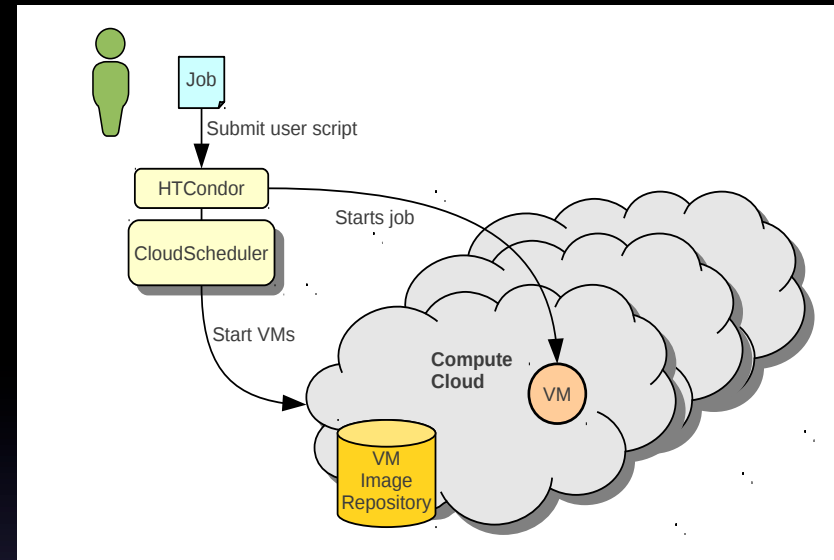 Job
Submit user script
HTCondor
Starts job
CloudScheduler
Start VMs
Compute
Cloud
VM
VM
Image
Repository